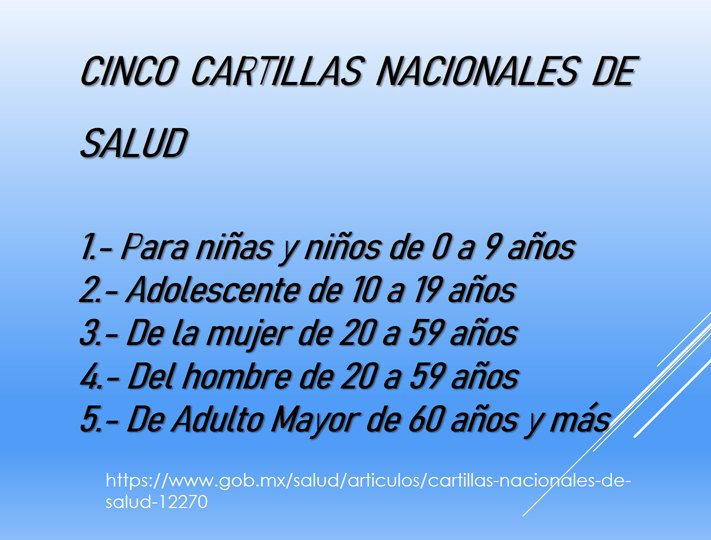 CINCO CARTILLAS NACIONALES DE
SALUD
1.- Para niñas y niños de 0 a 9 años
2.- Adolescente de 10 a 19 años
3.- De la mujer de 20 a 59 años
4.- Del hombre de 20 a 59 años
5.- De Adulto Mayor de 60 años y más
https://www.gob.mx/salud/articulos/cartillas-nacionales-de-
salud-12270